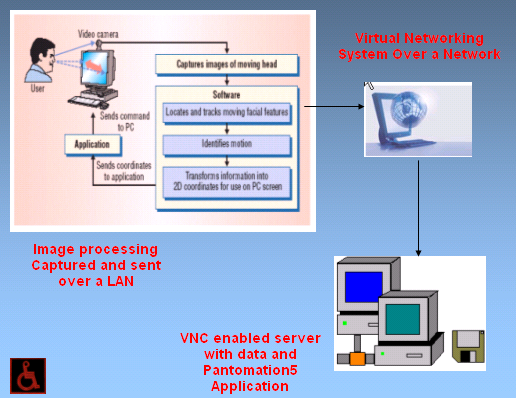 Video camera
User
Captures images of moving head
Software
Locates and tracks moving facial features
Identifies motion
Transforms information into
2D coordinates for use on PC screen
Sends command
to PC
Application
Sends coordinates
to application
Virtual Networking
System Over a Network
Image processing
Captured and sent
over a LAN
VNC enabled server
with data and
Pantomation5
Application